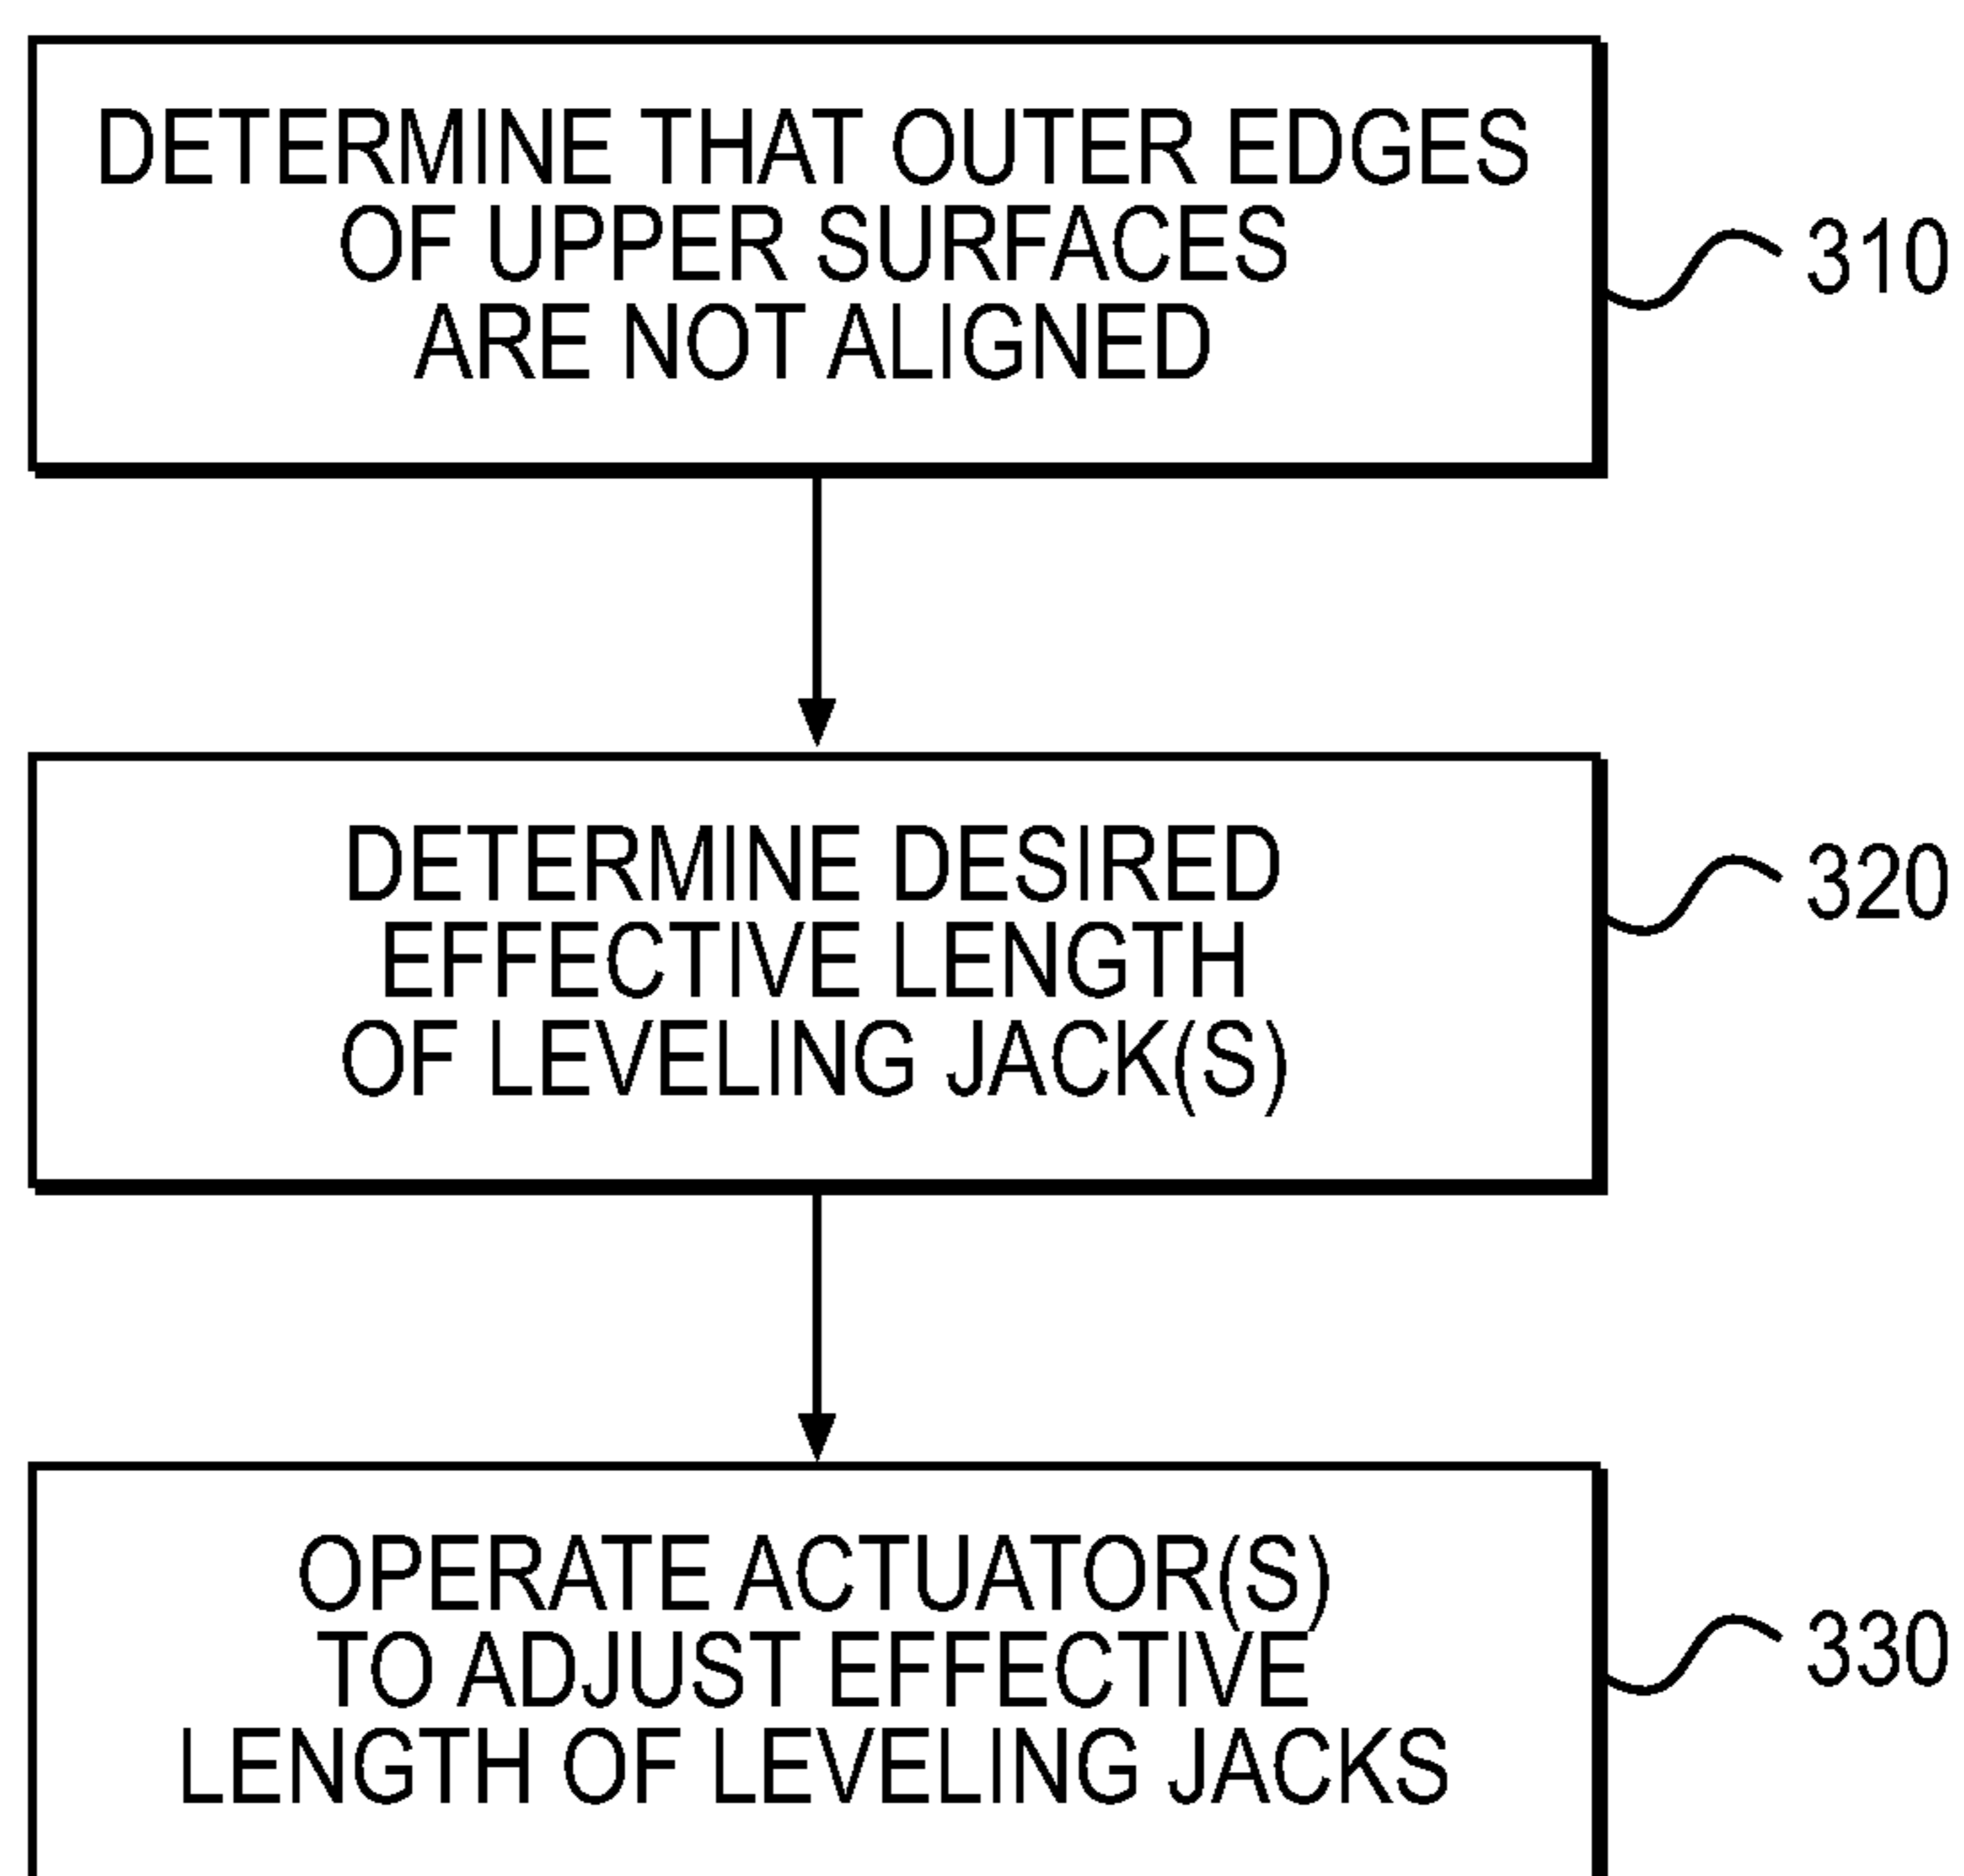 DETERMINE THAT OUTER EDGES
OF UPPER SURFACES
ARE NOT ALIGNED
310
DETERMINE DESIRED
EFFECTIVE LENGTH
OF LEVELING JACK(S)
320
OPERATE ACTUATOR(S)
TO ADJUST EFFECTIVE
LENGTH OF LEVELING JACKS
330